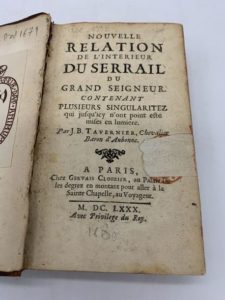 NOUVELLE
RELATION
DE L'INTERIEUR
DU SERRAIL
DU
GRAND SEIGNEUR.
CONTENANT
PLUSIEURS SINGULARITEZ
qui jusqu'icy n'ont point esté
mises en lumiere.
Par J. B. TAVERNIER, Chevalier
Baron d'Aubonne.
A PARIS,
Chez GERVAIS CLOUZIER, au Palais
les degrez en montant pour aller à la
Sainte Chapelle, au Voyageur.
M. DC. LXXX.
Avec Privilege du Roy.
1680